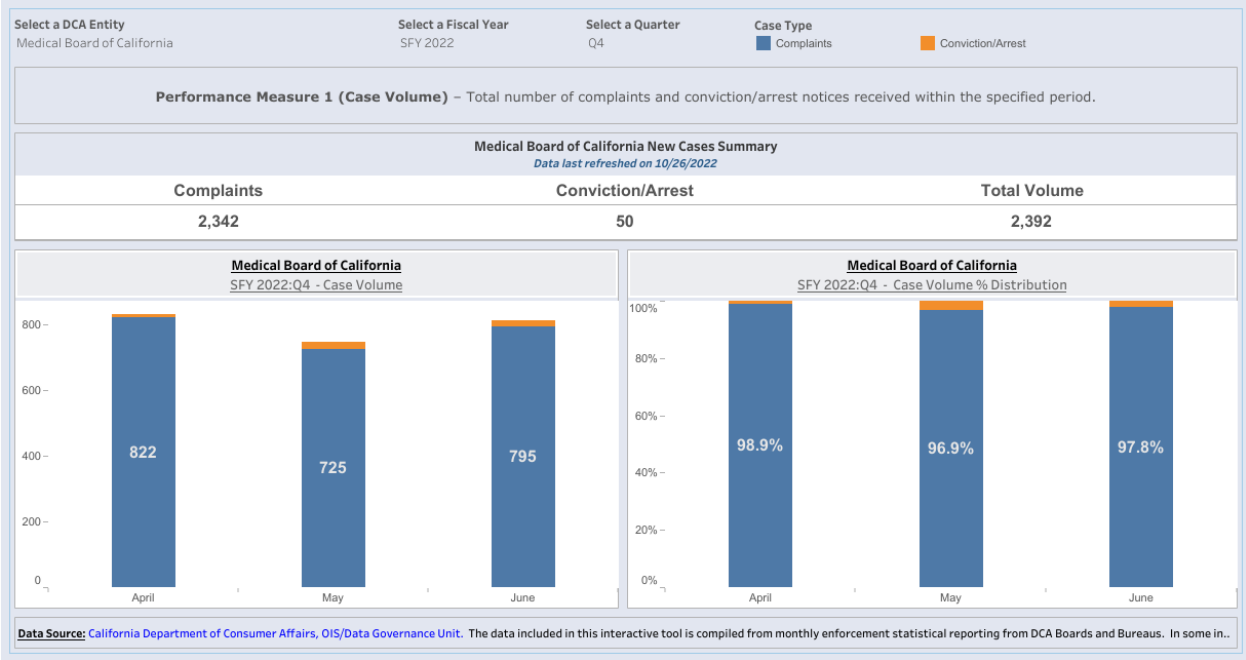 Select a DCA Entity Select a Fiscal Year Select a Quarter Case Type
Medical Board of California SFY 2022 Q4 Complaints Conviction/Arrest
Performance Measure 1 (Case Volume) – Total number of complaints and conviction/arrest notices received within the specified period.
Medical Board of California New Cases Summary
Data last refreshed on 10/26/2022
Complaints Conviction/Arrest Total Volume
2,342 50 2,392
Medical Board of California
SFY 2022:Q4 - Case Volume
800
600
400
200
0
822
725
795
April May June
Medical Board of California
SFY 2022:Q4 - Case Volume % Distribution
100%
80%
60%
40%
20%
0%
98.9%
96.9%
97.8%
April May June
Data Source: California Department of Consumer Affairs, OIS/Data Governance Unit. The data included in this interactive tool is compiled from monthly enforcement statistical reporting from DCA Boards and Bureaus. In some in..